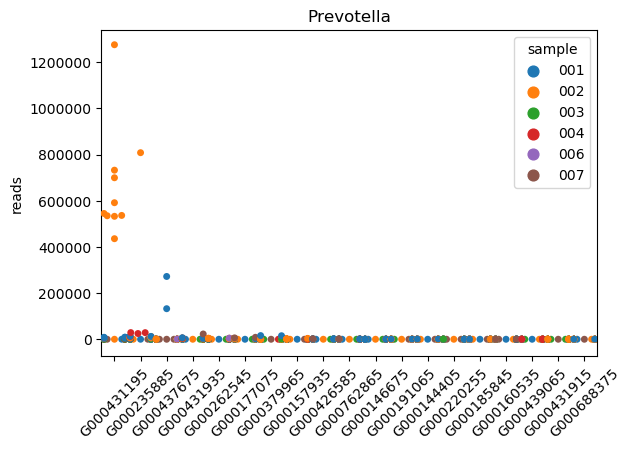 Prevotella
sample
001
002
003
004
006
007
reads
1200000
1000000
800000
600000
400000
200000
0
G000431195
G000235885
G000437675
G000431935
G000262545
G000177075
G000379965
G000157935
G000426585
G000762865
G000146675
G000191065
G000144405
G000220255
G000185845
G000160535
G000439065
G000431915
G000688375